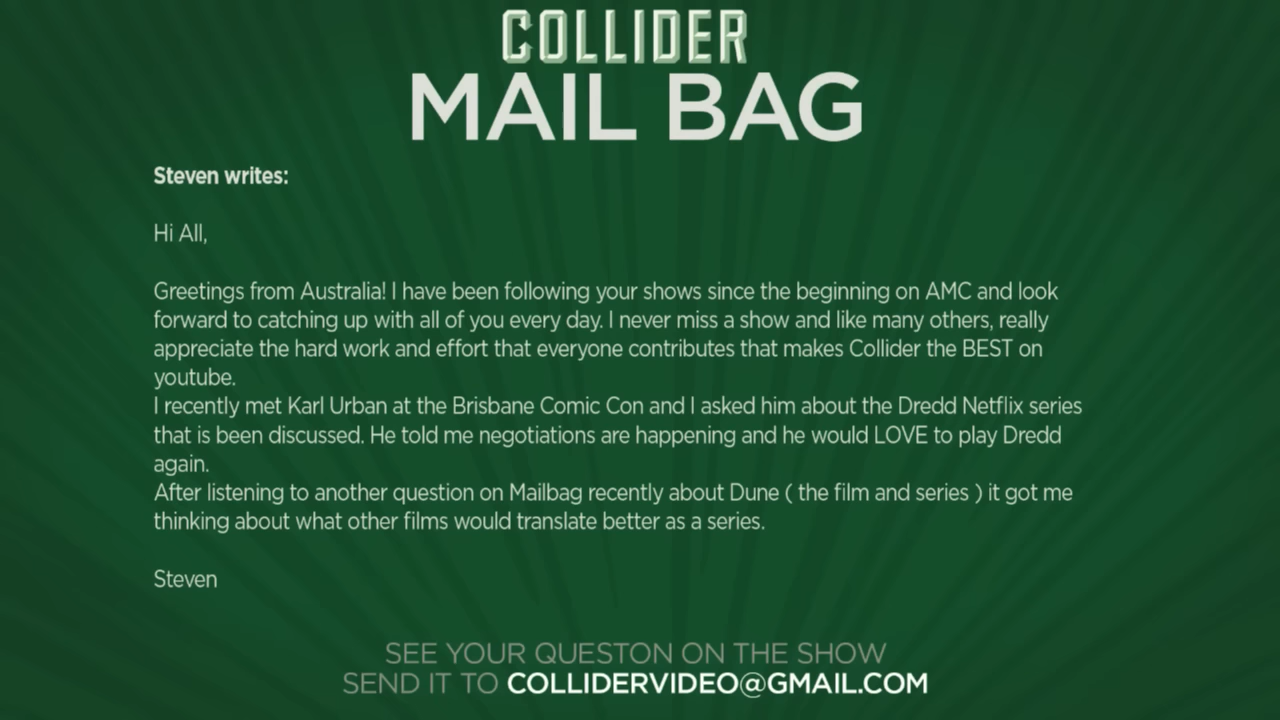 COLLIDER
MAIL BAG
Steven writes:
Hi All,
Greetings from Australia! I have been following your shows since the beginning on AMC and look
forward to catching up with all of you every day. I never miss a show and like many others, really
appreciate the hard work and effort that everyone contributes that makes Collider the BEST on
youtube.
I recently met Karl Urban at the Brisbane Comic Con and I asked him about the Dredd Netflix series
that is been discussed. He told me negotiations are happening and he would LOVE to play Dredd
again.
After listening to another question on Mailbag recently about Dune ( the film and series ) it got me
thinking about what other films would translate better as a series.
Steven
SEE YOUR QUESTON ON THE SHOW
SEND IT TO COLLIDERVIDEO@GMAIL.COM